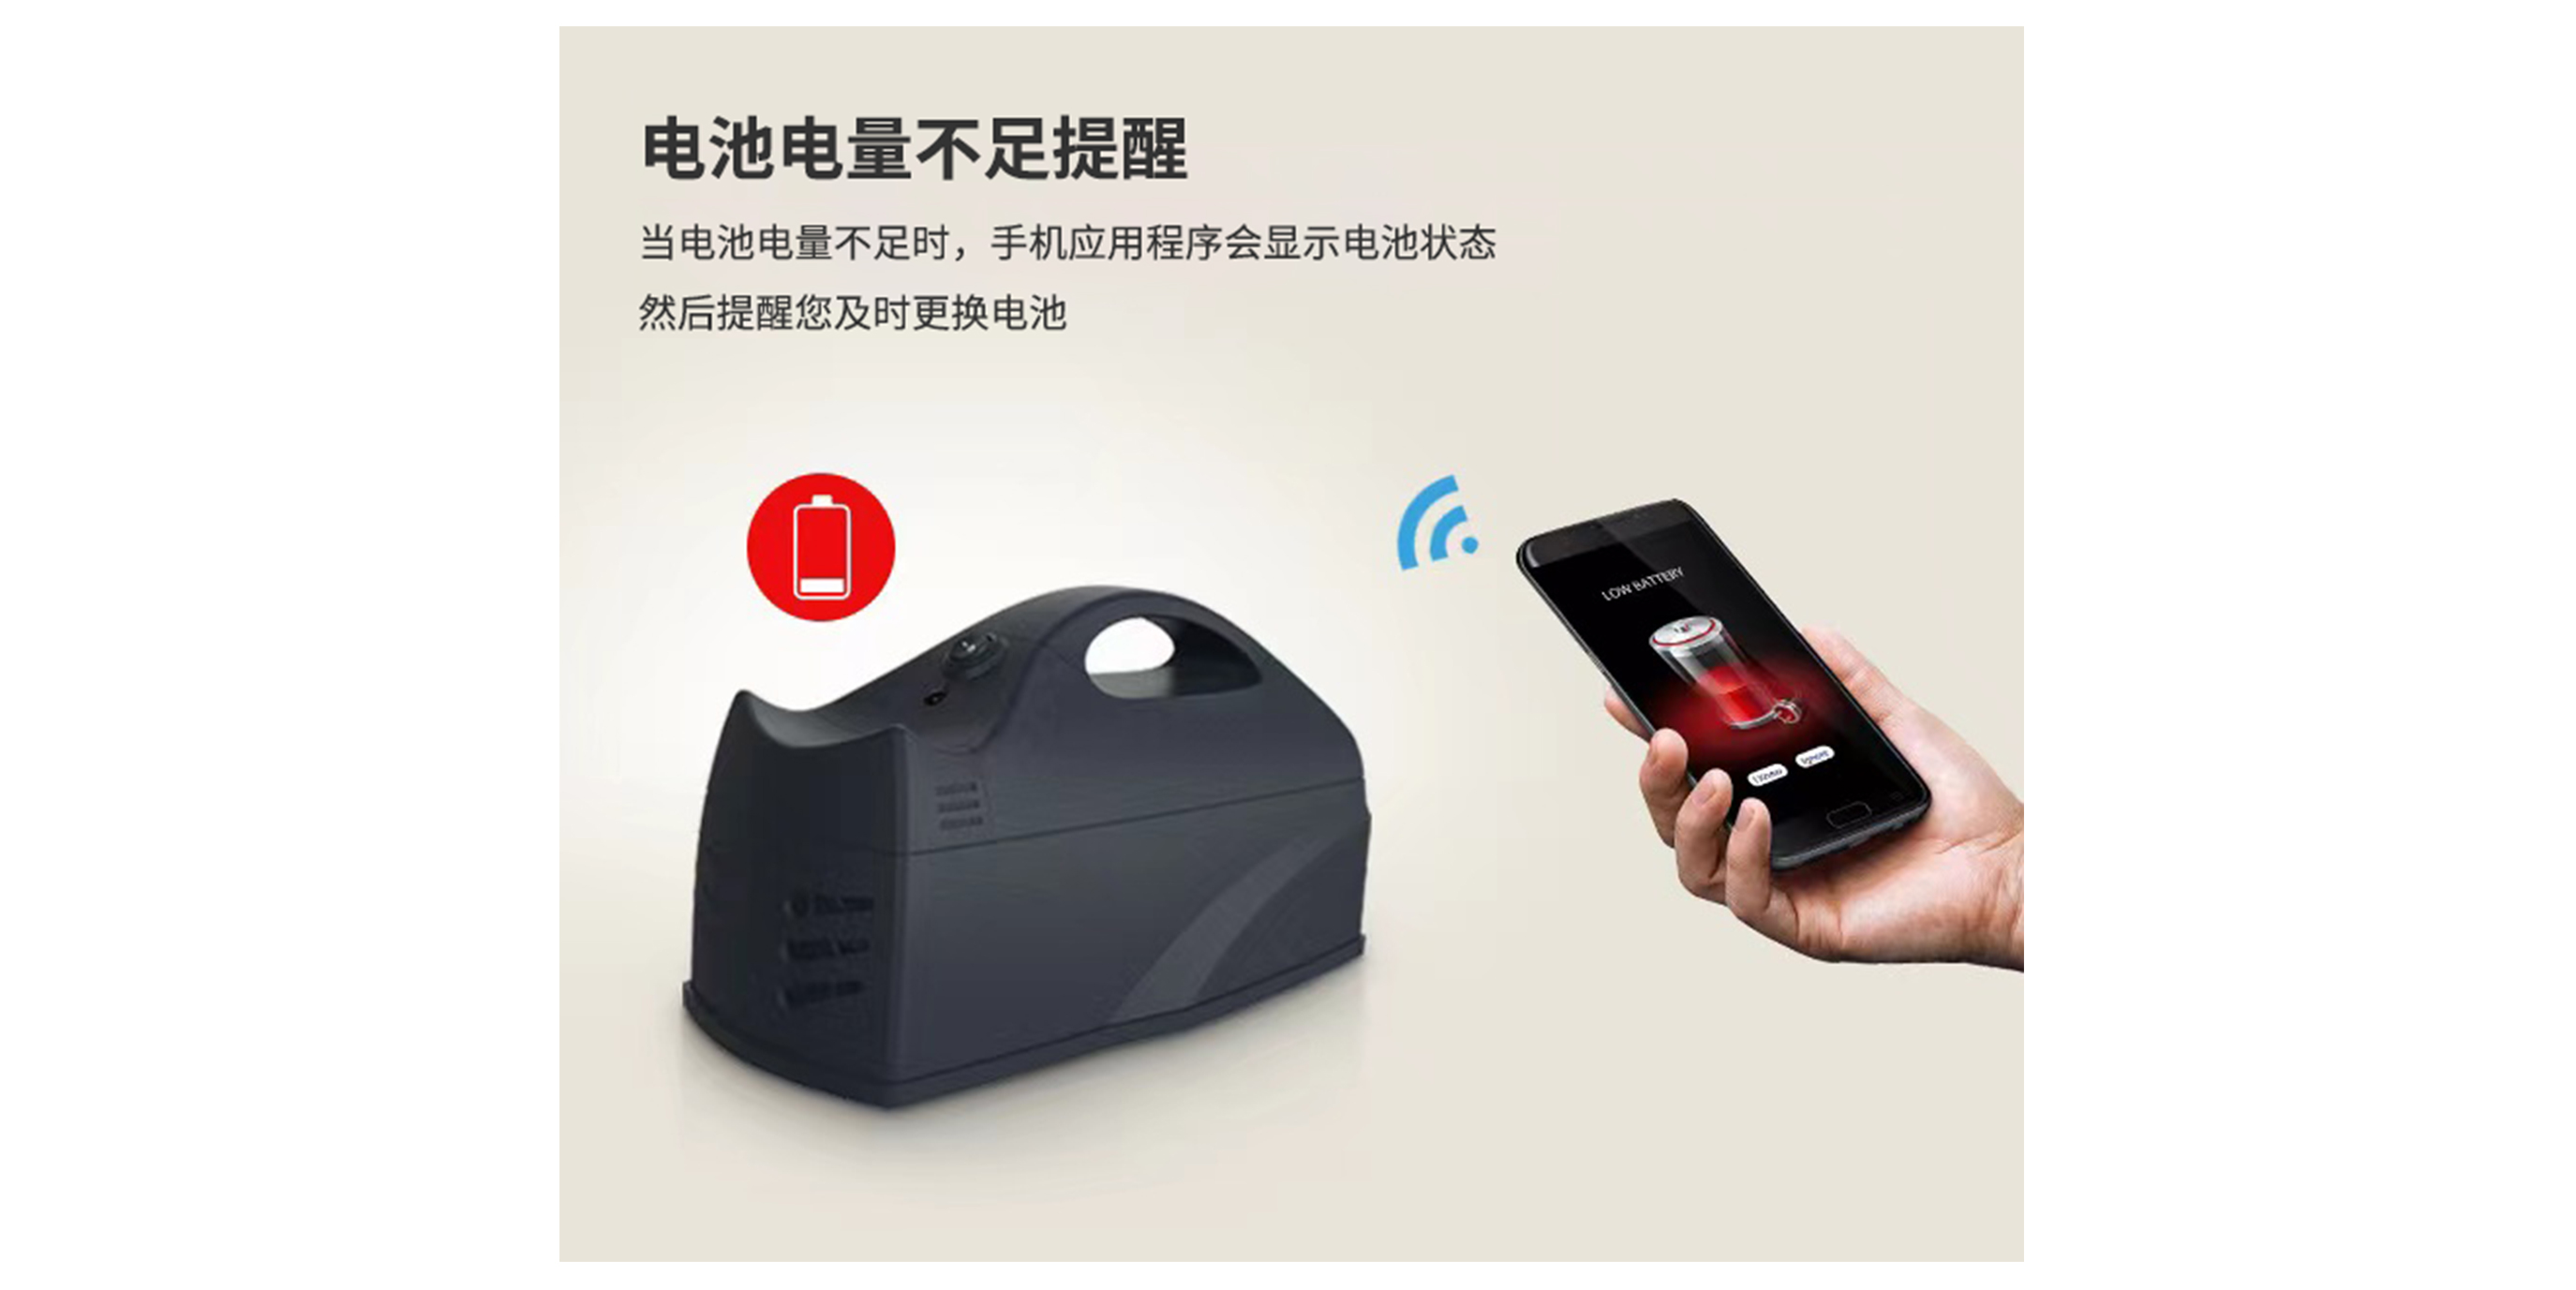 电池电量不足提醒
当电池电量不足时，手机应用程序会显示电池状态
然后提醒您及时更换电池
LOW BATTERY
Ignore